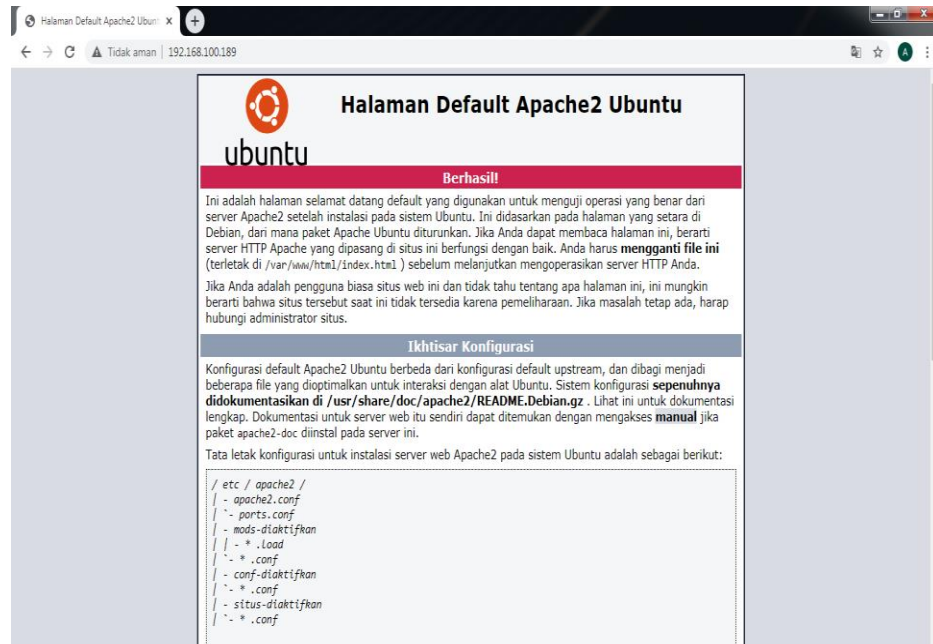 Halaman Default Apache2 Ubun
Tidak aman | 192.168.100.189
A
ubuntu
Halaman Default Apache2 Ubuntu
Berhasil!
Ini adalah halaman selamat datang default yang digunakan untuk menguji operasi yang benar dari
server Apache2 setelah instalasi pada sistem Ubuntu. Ini didasarkan pada halaman yang setara di
Debian, dari mana paket Apache Ubuntu diturunkan. Jika Anda dapat membaca halaman ini, berarti
server HTTP Apache yang dipasang di situs ini berfungsi dengan baik. Anda harus mengganti file ini
(terletak di /var/www/html/index.html ) sebelum melanjutkan mengoperasikan server HTTP Anda.
Jika Anda adalah pengguna biasa situs web ini dan tidak tahu tentang apa halaman ini, ini mungkin
berarti bahwa situs tersebut saat ini tidak tersedia karena pemeliharaan. Jika masalah tetap ada, harap
hubungi administrator situs.
Ikhtisar Konfigurasi
Konfigurasi default Apache2 Ubuntu berbeda dari konfigurasi default upstream, dan dibagi menjadi
beberapa file yang dioptimalkan untuk interaksi dengan alat Ubuntu. Sistem konfigurasi sepenuhnya
didokumentasikan di /usr/share/doc/apache2/README.Debian.gz . Lihat ini untuk dokumentasi
lengkap. Dokumentasi untuk server web itu sendiri dapat ditemukan dengan mengakses manual jika
paket apache2-doc diinstal pada server ini.
Tata letak konfigurasi untuk instalasi server web Apache2 pada sistem Ubuntu adalah sebagai berikut:
/ etc / apache2 /
| - apache2.conf
| `- ports.conf
| - mods-diaktifkan
| | - * .load
| `- * .conf
| - conf-diaktifkan
| `- * .conf
| - situs-diaktifkan
| `- * .conf